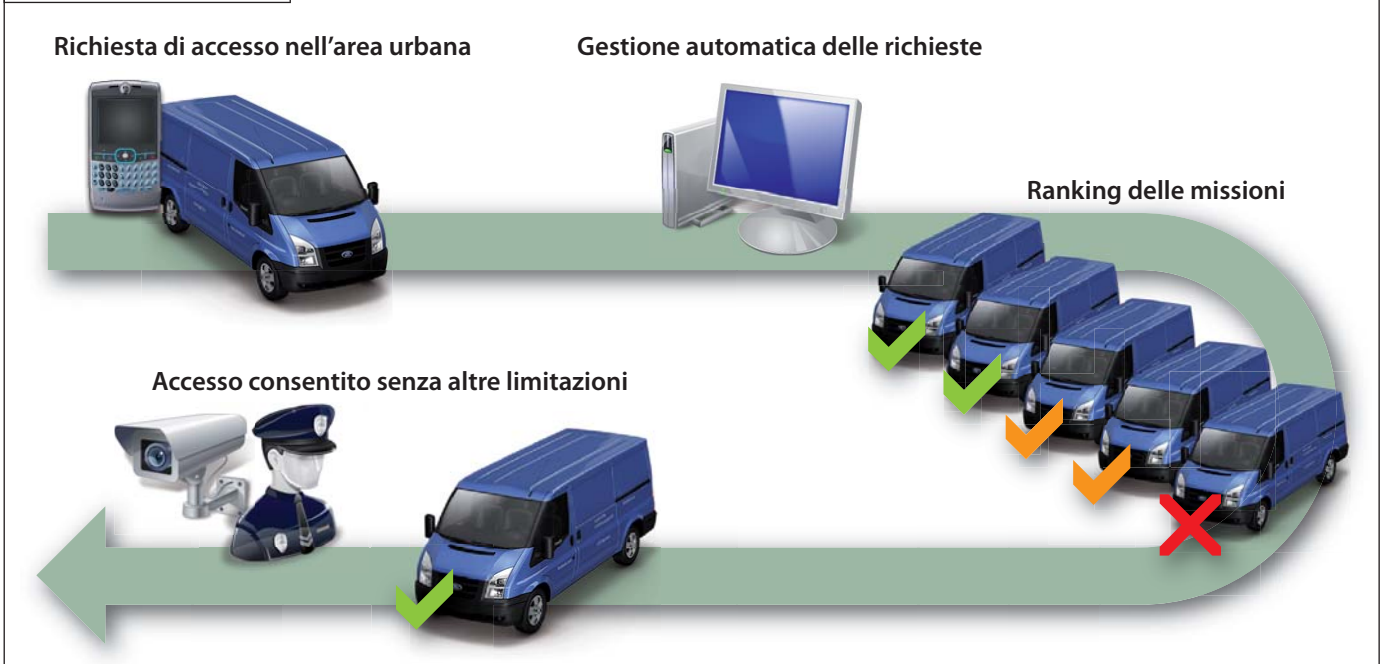 Richiesta di accesso nell’area urbana
Gestione automatica delle richieste
Ranking delle missioni
Accesso consentito senza altre limitazioni